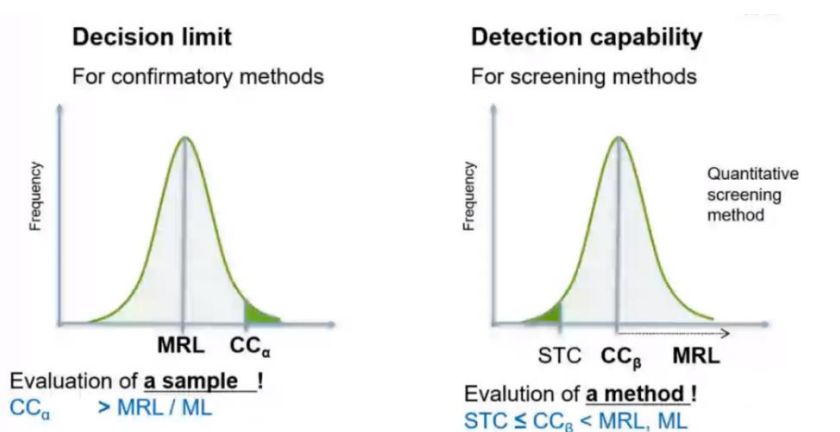 Decision limit
For confirmatory methods
Frequency
MRL CCα
Evaluation of a sample !
CCα > MRL / ML
Detection capability
For screening methods
Frequency
Quantitative
screening
method
STC CCβ MRL
Evalution of a method !
STC ≤ CCβ < MRL, ML